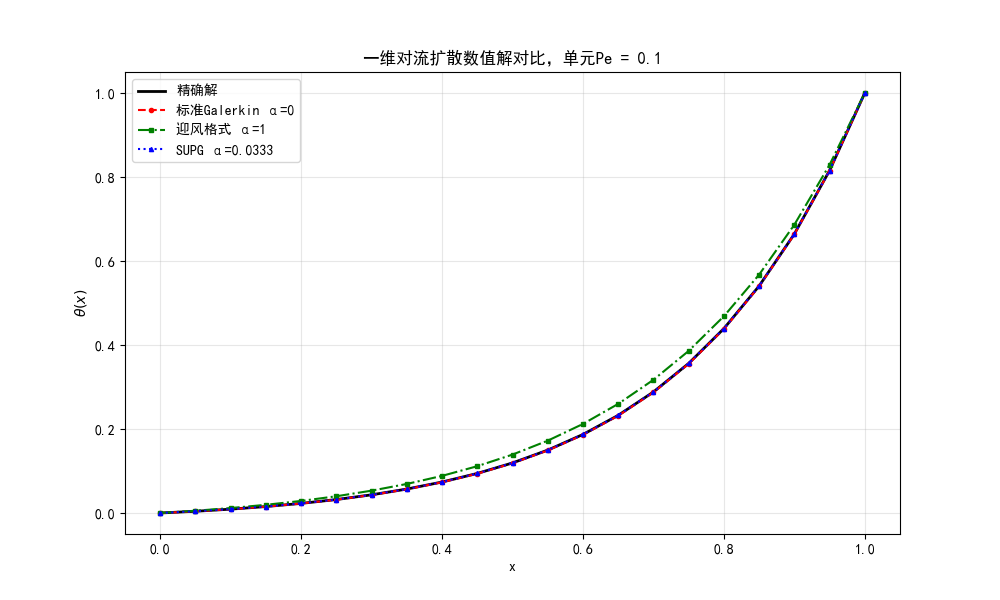 一维对流扩散数值解对比，单元Pe = 0.1
精确解
标准Galerkin α=0
迎风格式 α=1
SUPG α=0.0333
1.0
0.8
0.6
0.4
0.2
0.0
θ(x)
0.0 0.2 0.4 0.6 0.8 1.0
x